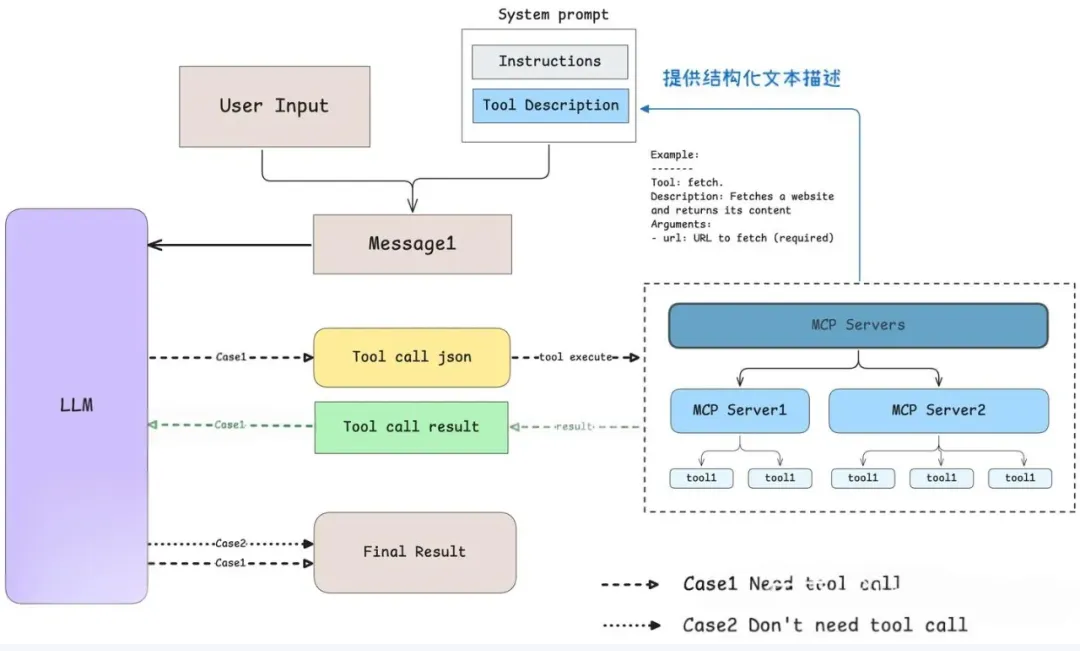 System prompt
Instructions
User Input
Tool Description
提供结构化文本描述
Example:
-------
Tool: fetch.
Description: Fetches a website
and returns its content
Arguments:
- url: URL to fetch (required)
Message1
MCP Servers
Case1
Tool call json
tool execute
LLM
MCP Server1
MCP Server2
Case1
Tool call result
result
tool1
tool1
tool1
tool1
tool1
Case2
Case1
Final Result
Case1 Need tool call
Case2 Don't need tool call